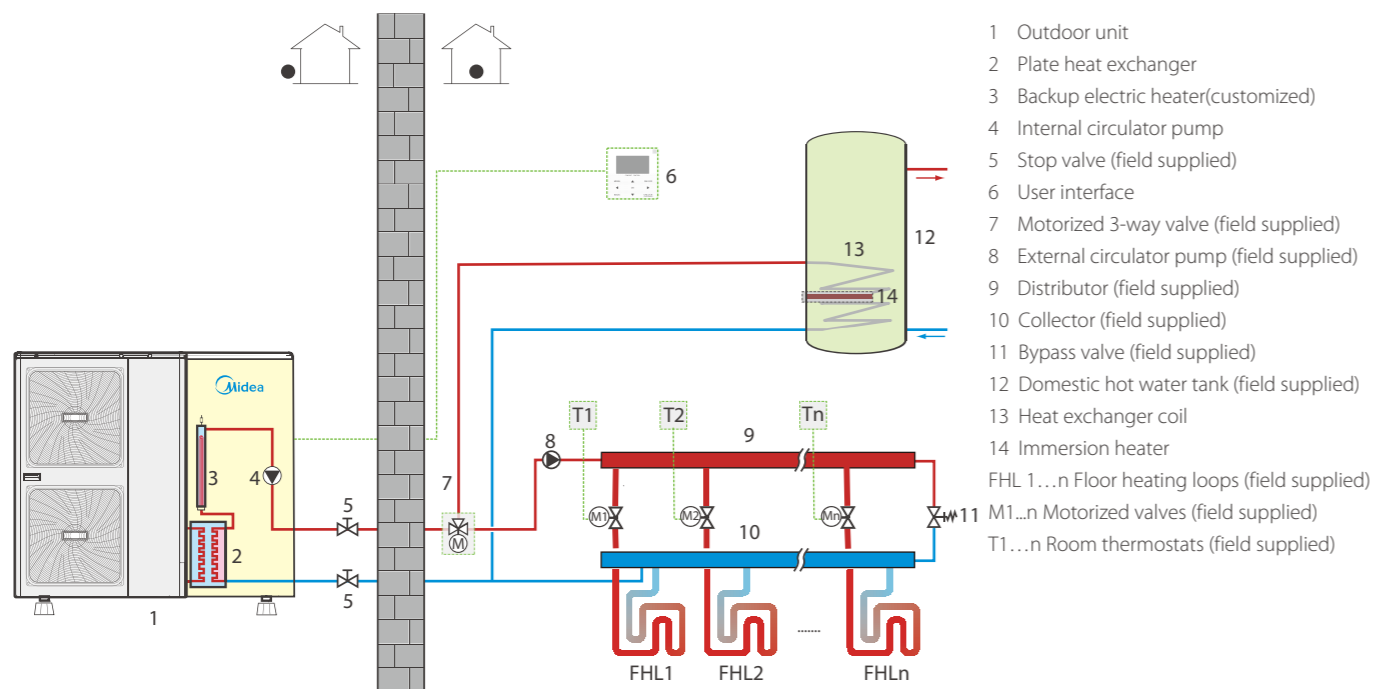 1 Outdoor unit
2 Plate heat exchanger
3 Backup electric heater(customized)
4 Internal circulator pump
5 Stop valve (field supplied)
6 User interface
7 Motorized 3-way valve (field supplied)
8 External circulator pump (field supplied)
9 Distributor (field supplied)
10 Collector (field supplied)
11 Bypass valve (field supplied)
12 Domestic hot water tank (field supplied)
13 Heat exchanger coil
14 Immersion heater
FHL 1…n Floor heating loops (field supplied)
M1...n Motorized valves (field supplied)
T1…n Room thermostats (field supplied)
6
13
12
14
Midea
T1
T2
Tn
8
9
3
4
7
5
M
M1
M2
Mn
11
10
2
5
1
.......
FHL1
FHL2
FHLn